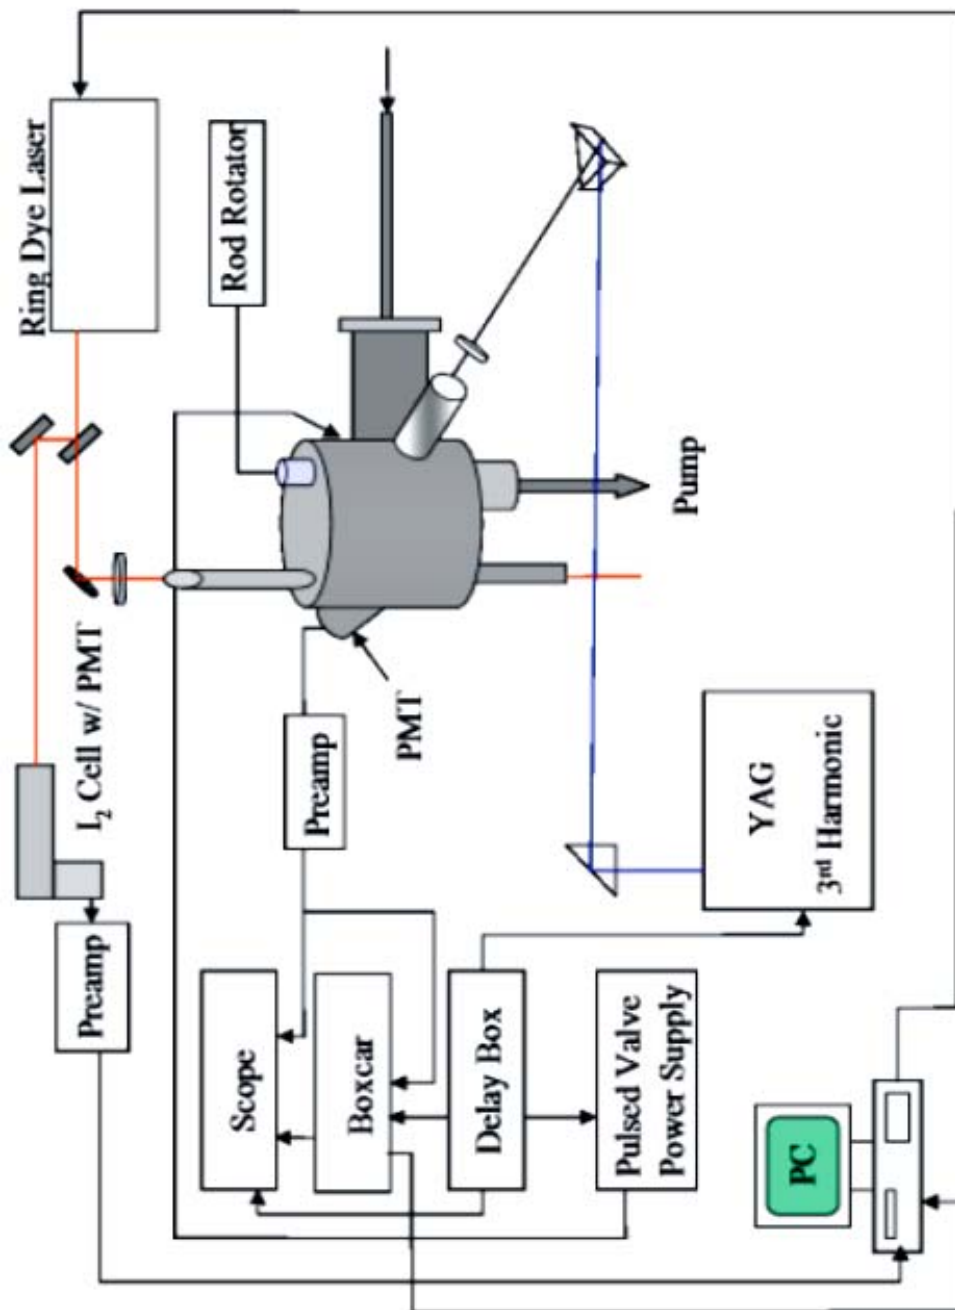 Ring Dye Laser
Rod Rotator
I₂ Cell w/ PMT
Pump
PMT
Preamp
Preamp
YAG
3rd Harmonic
Scope
Boxcar
Delay Box
Pulsed Valve
Power Supply
PC